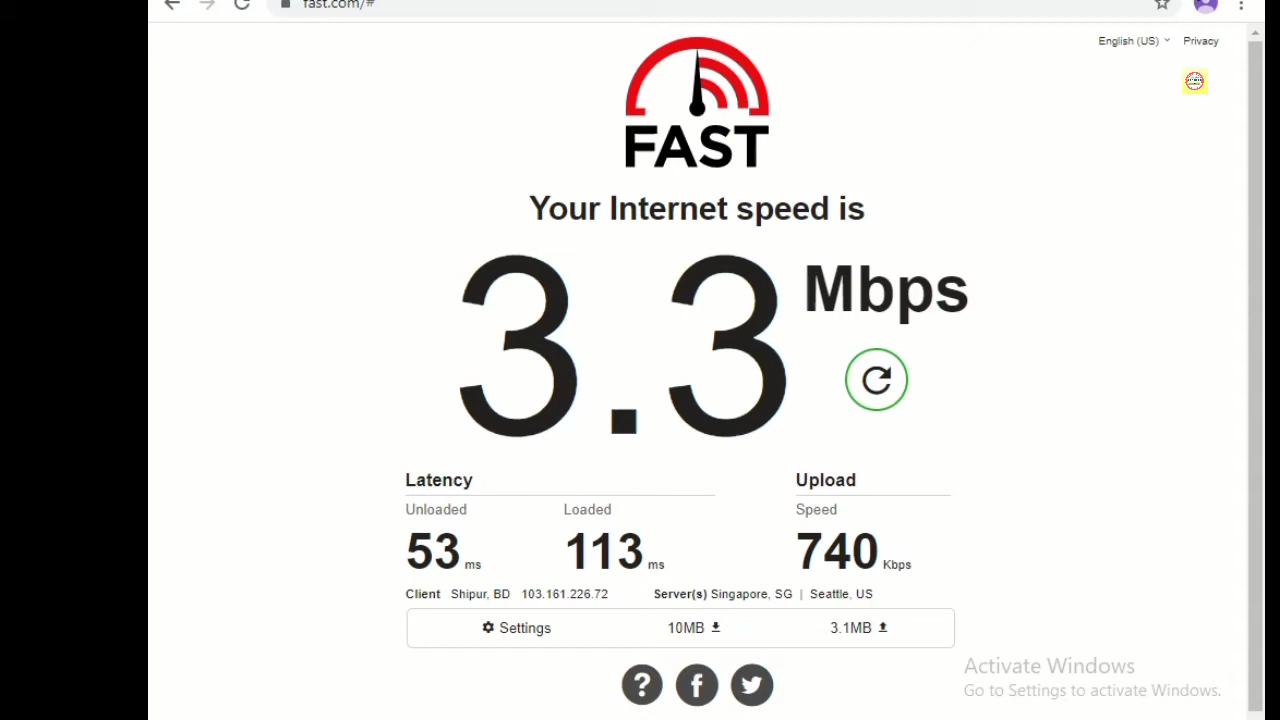 fast.com/#
English (US) Privacy
FAST
Your Internet speed is
3.3 Mbps
Latency Upload
Unloaded Loaded Speed
53 ms 113 ms 740 Kbps
Client Shipur, BD 103.161.226.72 Server(s) Singapore, SG | Seattle, US
Settings 10MB 3.1MB
Activate Windows
Go to Settings to activate Windows.